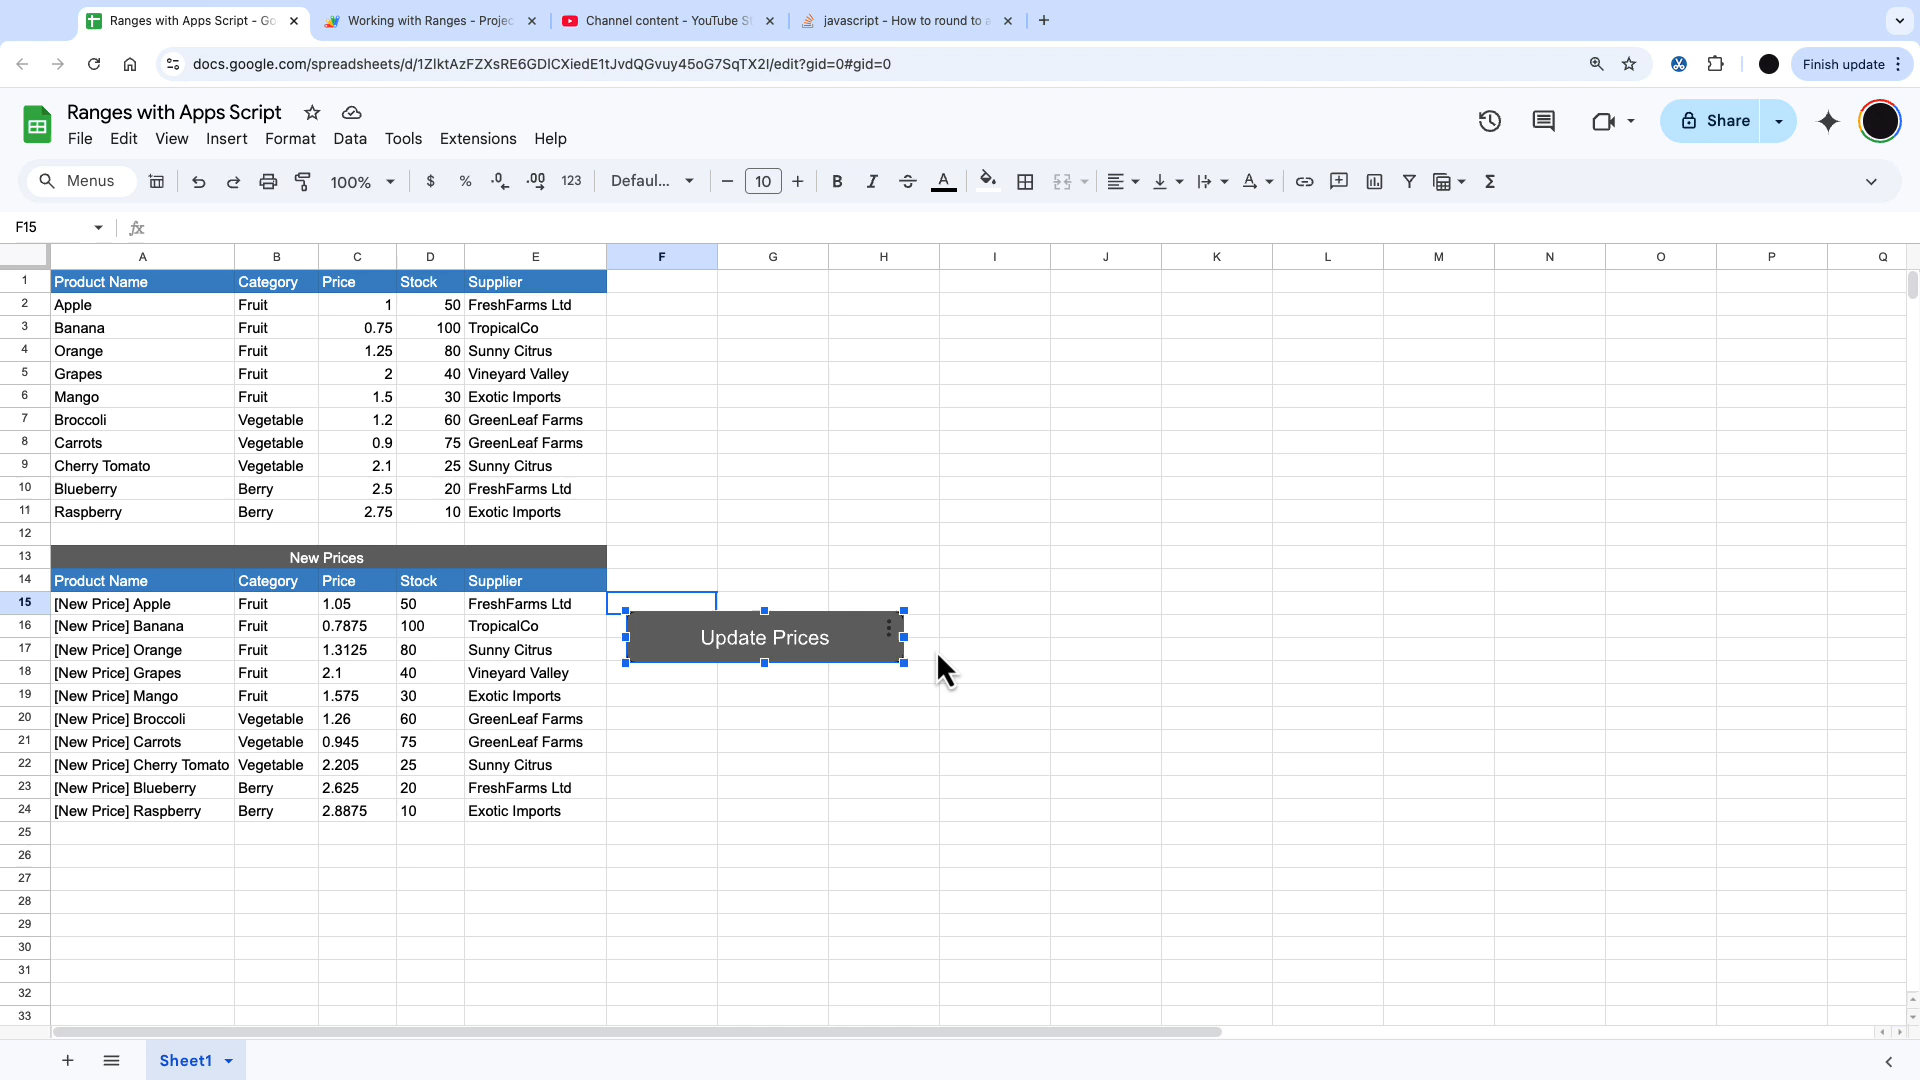 Ranges with Apps Script - Go
Working with Ranges - Projec
Channel content - YouTube S
javascript - How to round to a
docs.google.com/spreadsheets/d/1ZIktAzFZXsRE6GDICXiedE1tJvdQGvuy45oG7SqTX2I/edit?gid=0#gid=0
Finish update
Ranges with Apps Script
File Edit View Insert Format Data Tools Extensions Help
Share
Menus 100% $ % .0 .00 123 Defaul... 10 B I S A Σ
F15 fx
A B C D E F G H I J K L M N O P Q
1 Product Name Category Price Stock Supplier
2 Apple Fruit 1 50 FreshFarms Ltd
3 Banana Fruit 0.75 100 TropicalCo
4 Orange Fruit 1.25 80 Sunny Citrus
5 Grapes Fruit 2 40 Vineyard Valley
6 Mango Fruit 1.5 30 Exotic Imports
7 Broccoli Vegetable 1.2 60 GreenLeaf Farms
8 Carrots Vegetable 0.9 75 GreenLeaf Farms
9 Cherry Tomato Vegetable 2.1 25 Sunny Citrus
10 Blueberry Berry 2.5 20 FreshFarms Ltd
11 Raspberry Berry 2.75 10 Exotic Imports
12
13 New Prices
14 Product Name Category Price Stock Supplier
15 [New Price] Apple Fruit 1.05 50 FreshFarms Ltd
16 [New Price] Banana Fruit 0.7875 100 TropicalCo
Update Prices
17 [New Price] Orange Fruit 1.3125 80 Sunny Citrus
18 [New Price] Grapes Fruit 2.1 40 Vineyard Valley
19 [New Price] Mango Fruit 1.575 30 Exotic Imports
20 [New Price] Broccoli Vegetable 1.26 60 GreenLeaf Farms
21 [New Price] Carrots Vegetable 0.945 75 GreenLeaf Farms
22 [New Price] Cherry Tomato Vegetable 2.205 25 Sunny Citrus
23 [New Price] Blueberry Berry 2.625 20 FreshFarms Ltd
24 [New Price] Raspberry Berry 2.8875 10 Exotic Imports
25
26
27
28
29
30
31
32
33
Sheet1